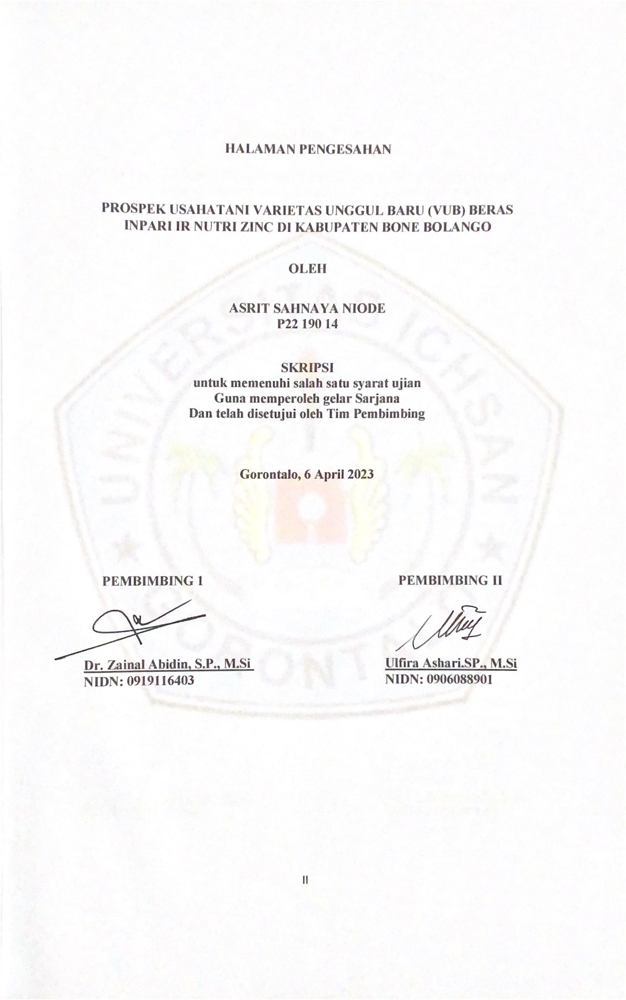 HALAMAN PENGESAHAN
PROSPEK USAHATANI VARIETAS UNGGUL BARU (VUB) BERAS
INPARI IR NUTRI ZINC DI KABUPATEN BONE BOLANGO
OLEH
ASRIT SAHNAYA NIODE
P22 190 14
SKRIPSI
untuk memenuhi salah satu syarat ujian
Guna memperoleh gelar Sarjana
Dan telah disetujui oleh Tim Pembimbing
Gorontalo, 6 April 2023
UNIVERSITAS ICHSAN
GORONTALO
PEMBIMBING 1
PEMBIMBING II
Dr. Zainal Abidin, S.P., M.Si
Ulfira Ashari.SP., M.Si
NIDN: 0919116403
NIDN: 0906088901
II